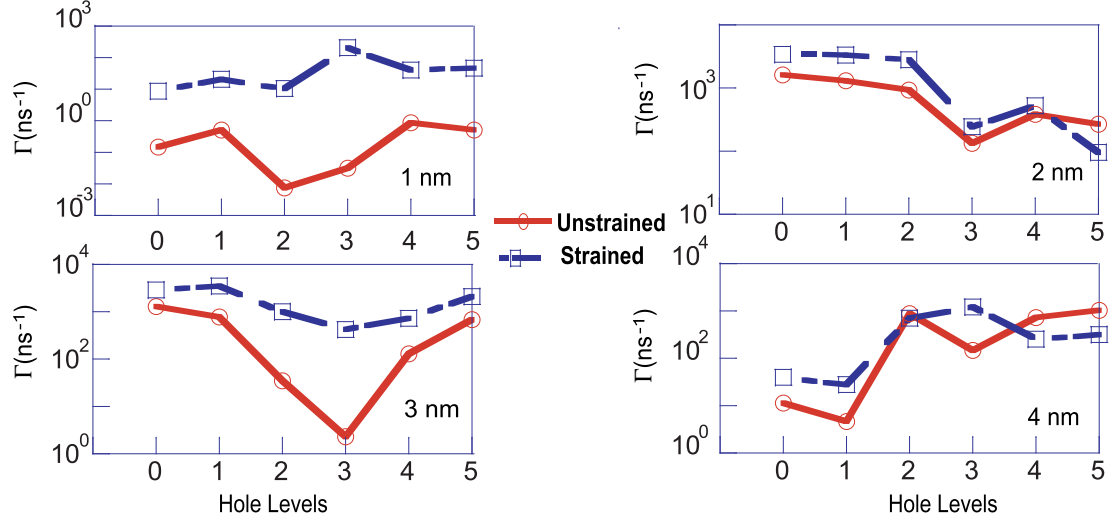 10³
10⁰
10⁻³
Γ(ns⁻¹)
1 nm
0 1 2 3 4 5
10³
10¹
Γ(ns⁻¹)
2 nm
0 1 2 3 4 5
Unstrained
Strained
10⁴
10²
10⁰
Γ(ns⁻¹)
3 nm
0 1 2 3 4 5
Hole Levels
10⁴
10²
10⁰
Γ(ns⁻¹)
4 nm
0 1 2 3 4 5
Hole Levels